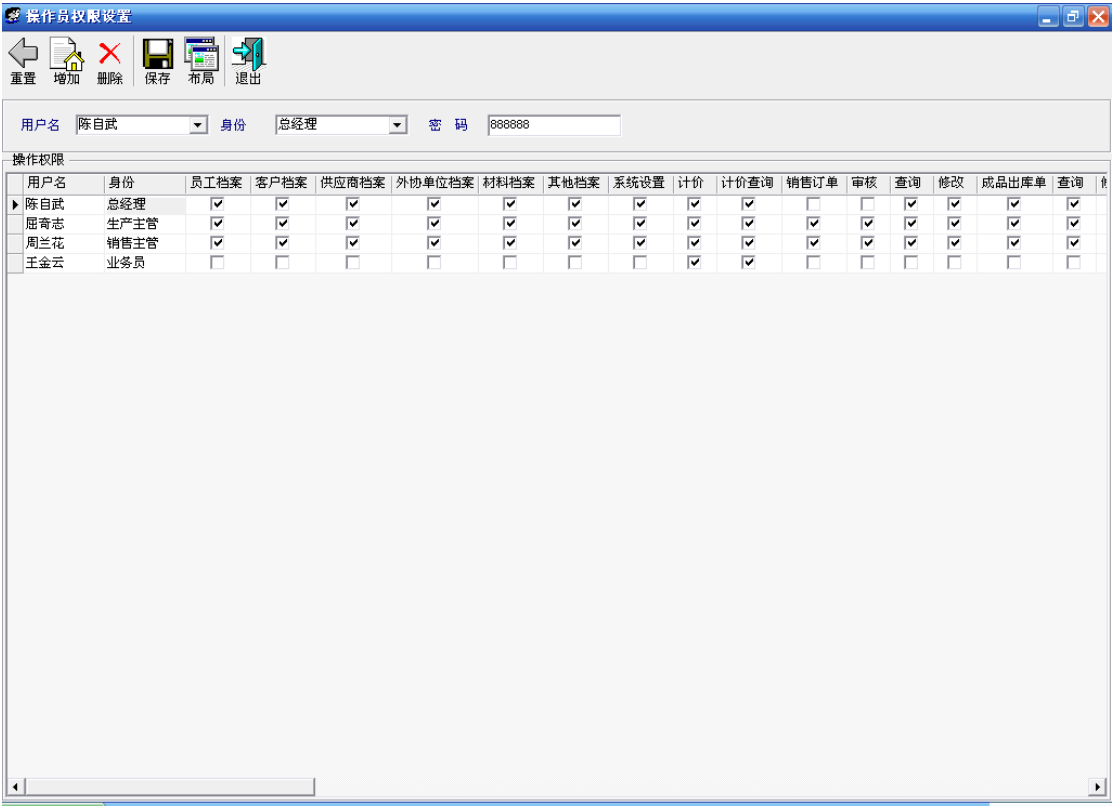 操作员权限设置
重置 增加 删除 保存 布局 退出
用户名 陈自武 身份 总经理 密 码 888888
操作权限
用户名 身份 员工档案 客户档案 供应商档案 外协单位档案 材料档案 其他档案 系统设置 计价 计价查询 销售订单 审核 查询 修改 成品出库单 查询
陈自武 总经理
屈奇志 生产主管
周兰花 销售主管
王金云 业务员